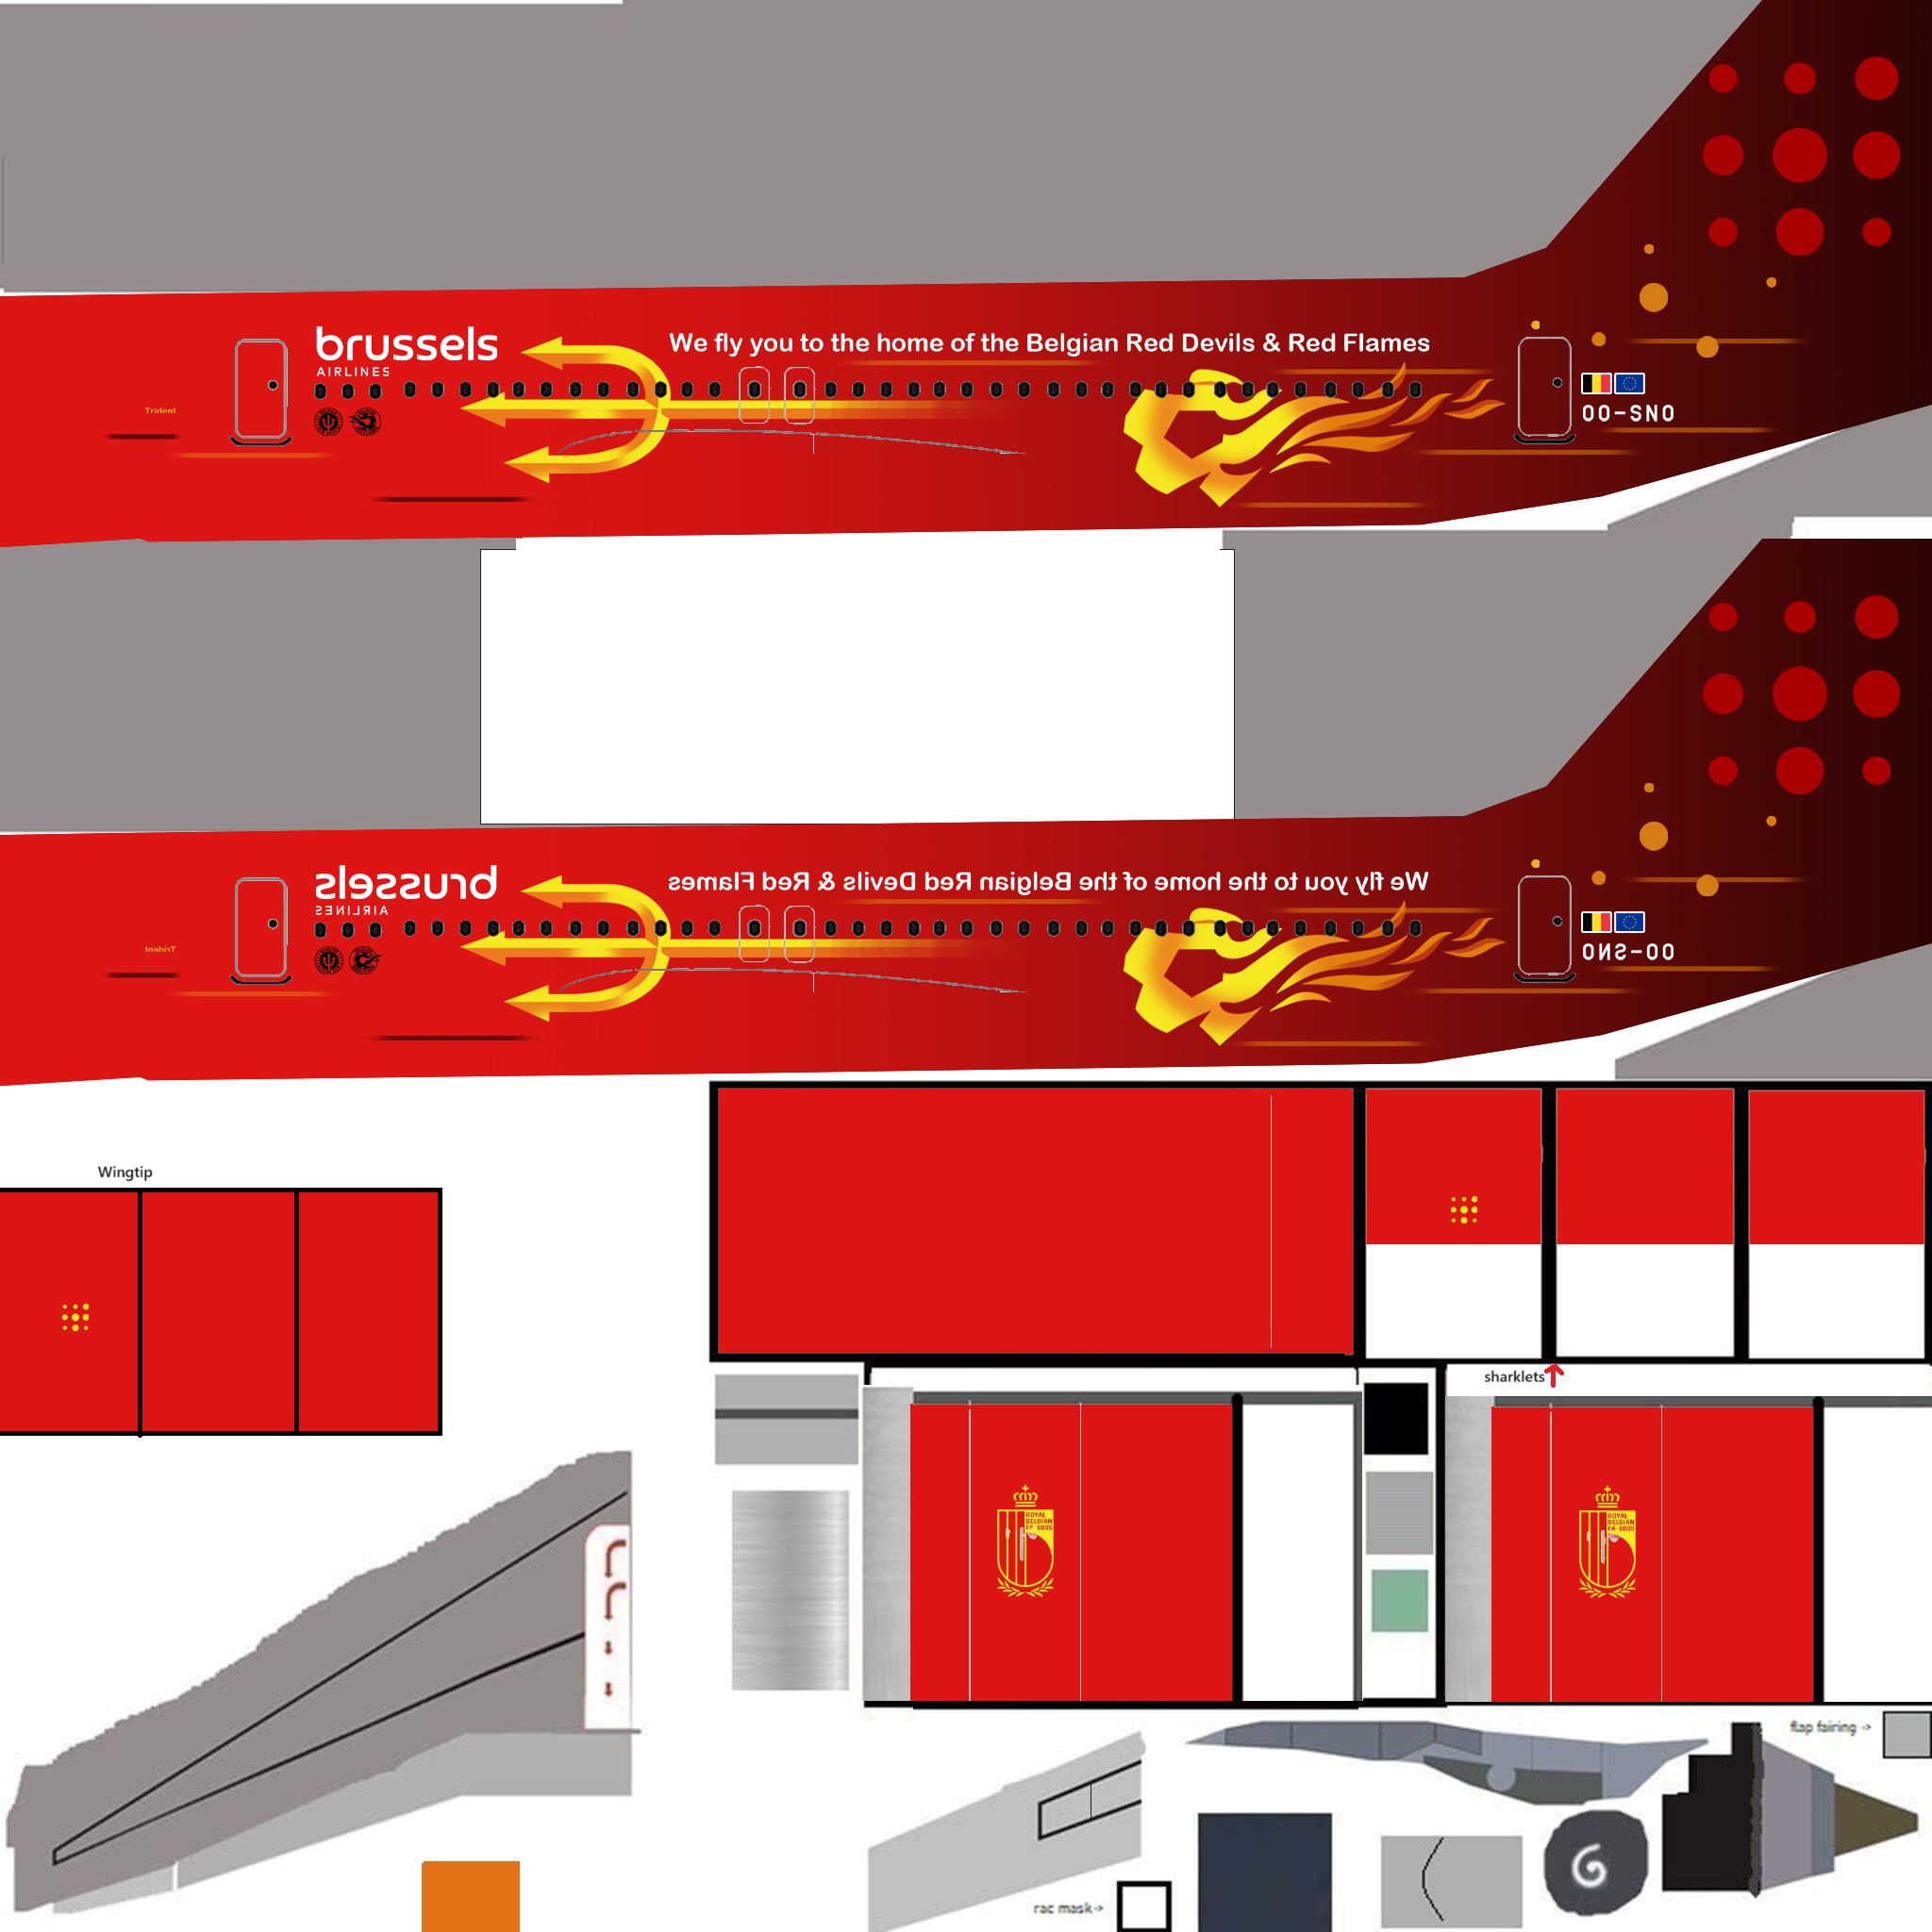 brussels
AIRLINES
We fly you to the home of the Belgian Red Devils & Red Flames
Trident
OO-SNO
brussels
AIRLINES
We fly you to the home of the Belgian Red Devils & Red Flames
Trident
OO-SNO
Wingtip
sharklets
ROYAL
BELGIAN
FA-1895
ROYAL
BELGIAN
FA-1895
flap fairing ->
rac mask->